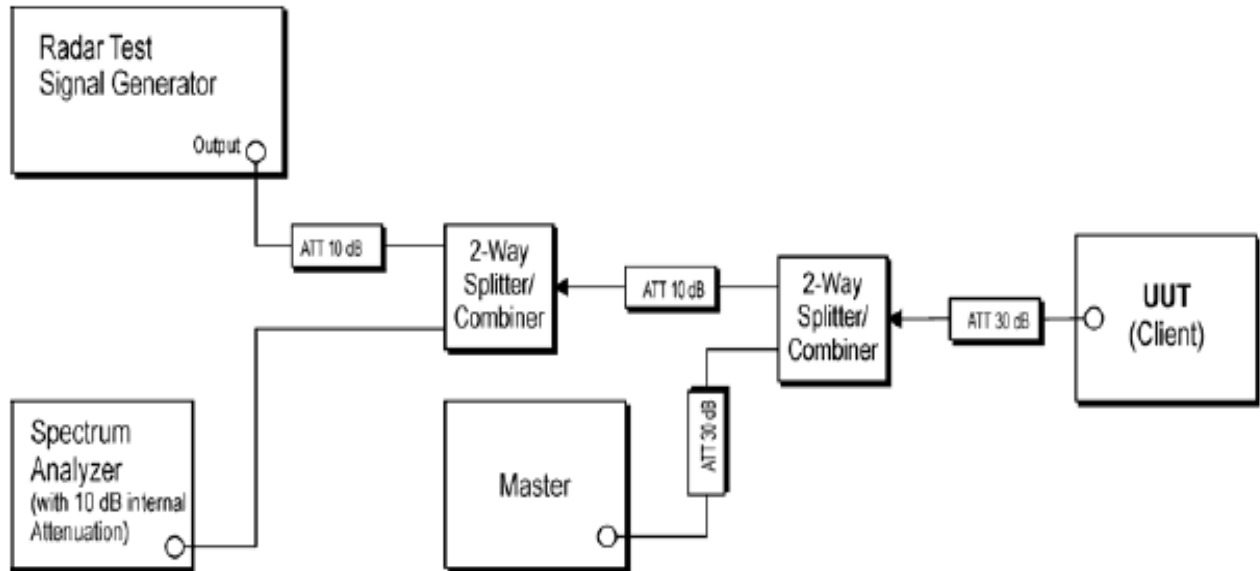 Radar Test
Signal Generator
Output
ATT 10 dB
2-Way
Splitter/
Combiner
ATT 10 dB
2-Way
Splitter/
Combiner
ATT 30 dB
UUT
(Client)
Spectrum
Analyzer
(with 10 dB internal
Attenuation)
Master
ATT 30 dB